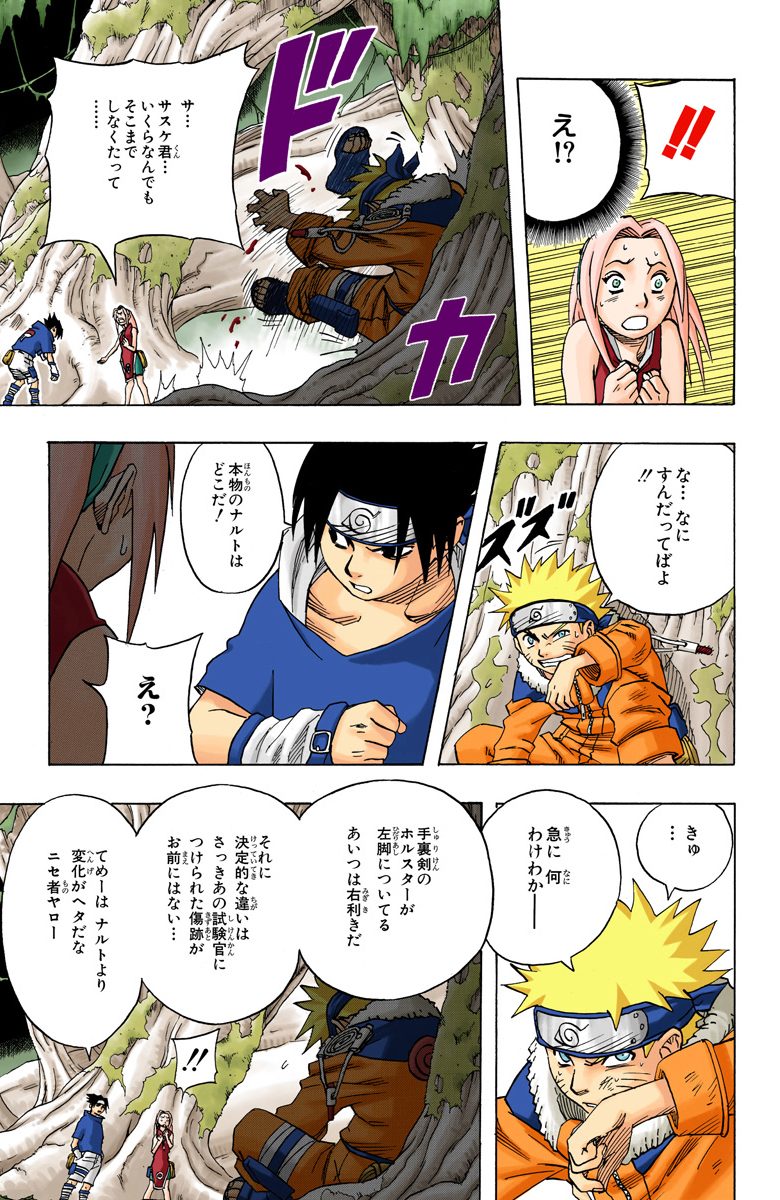 !!
え!?
ドカ
サ…
サスケ君…
いくらなんでも
そこまで
しなくたって
……
な…なに
すんだってばよ
!!
ズズ
本物のナルトは
どこだ!
え?
きゅ
…
急に 何
わけわかー
手裏剣の
ホルスターが
左脚についてる
あいつは右利きだ
それに
決定的な違いは
さっきあの試験官に
つけられた傷跡が
お前にはない…
!!
てめーは ナルトより
変化がヘタだな
ニセ者ヤロー